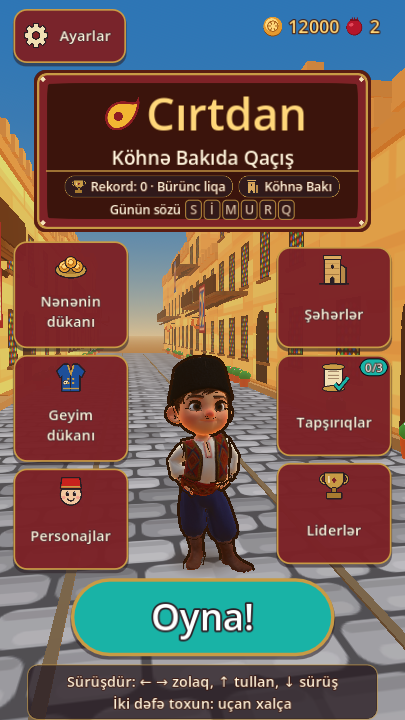 Ayarlar
12000
2
Cırtdan
Köhnə Bakıda Qaçış
Rekord: 0 · Bürünc liqa
Köhnə Bakı
Günün sözü S İ M U R Q
Nənənin
dükanı
Şəhərlər
Geyim
dükanı
0/3
Tapşırıqlar
Personajlar
Liderlər
Oyna!
Sürüşdür: ← → zolaq, ↑ tullan, ↓ sürüş
İki dəfə toxun: uçan xalça